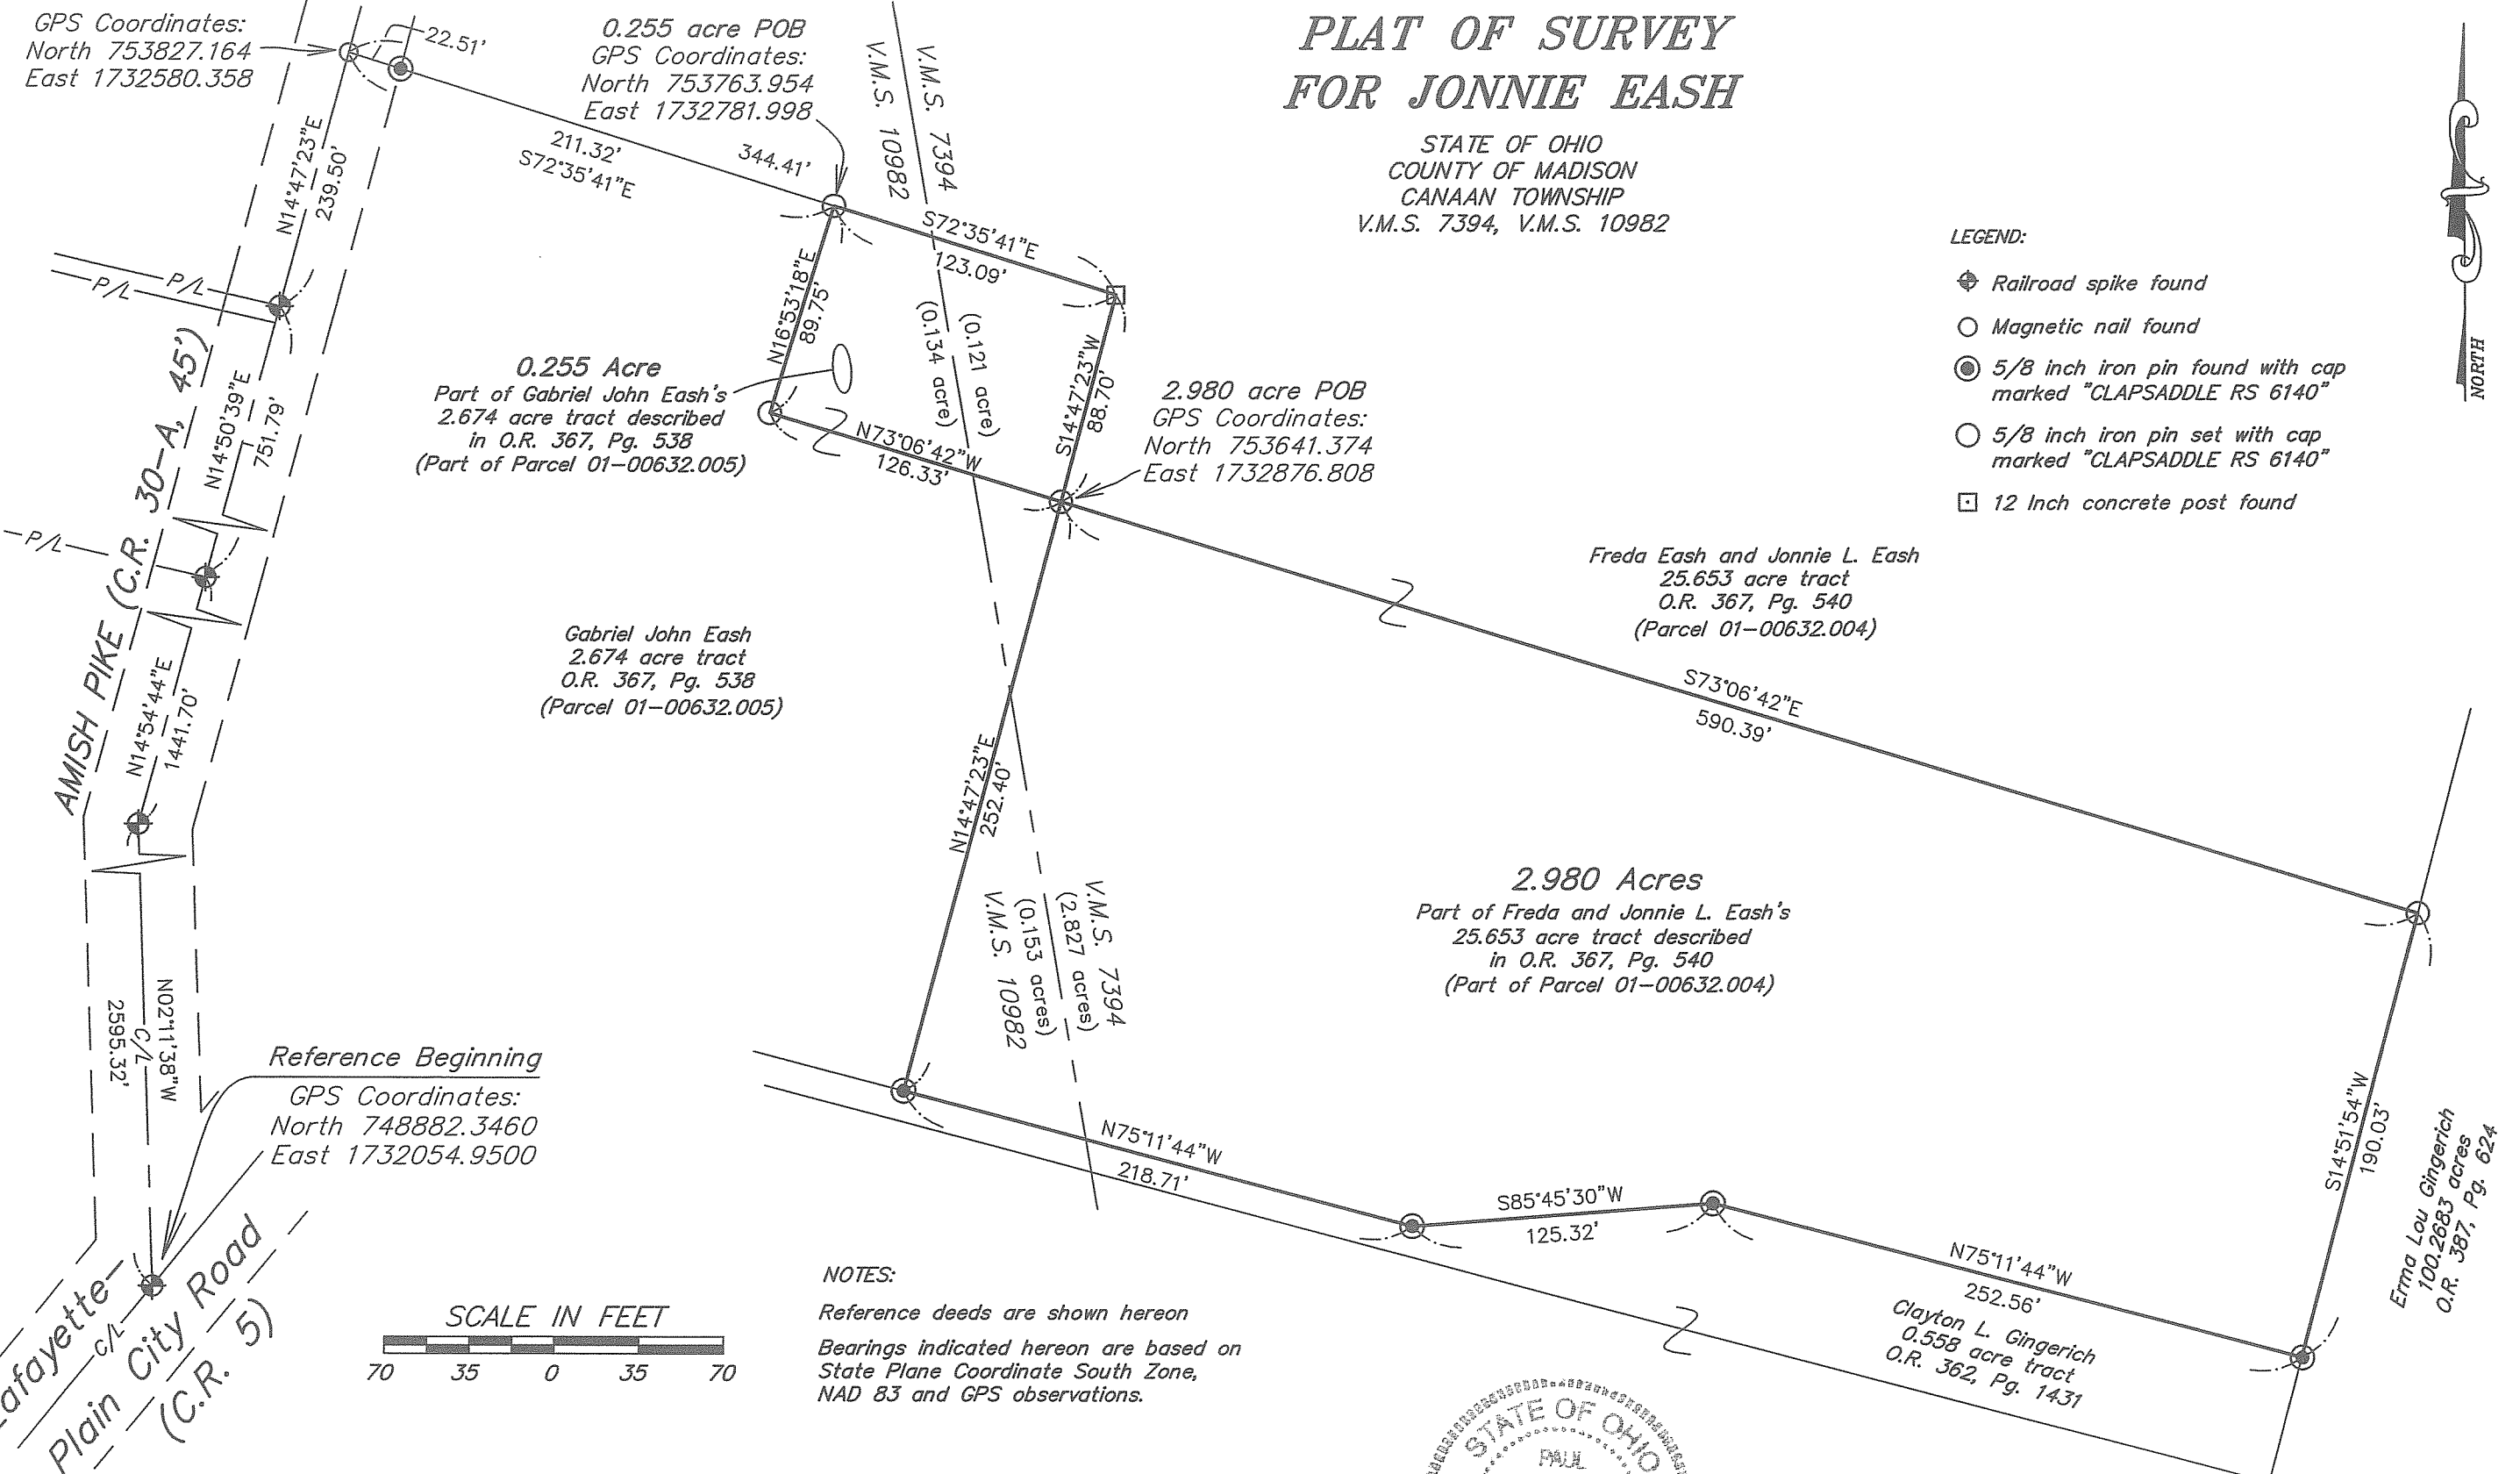 PLAT OF SURVEY
FOR JONNIE EASH
STATE OF OHIO
COUNTY OF MADISON
CANAAN TOWNSHIP
V.M.S. 7394, V.M.S. 10982
GPS Coordinates:
North 753827.164
East 1732580.358
22.51'
0.255 acre POB
GPS Coordinates:
North 753763.954
East 1732781.998
211.32'
S72°35'41"E
344.41'
V.M.S. 7394
V.M.S. 10982
LEGEND:
Railroad spike found
Magnetic nail found
5/8 inch iron pin found with cap
marked "CLAPSADDLE RS 6140"
5/8 inch iron pin set with cap
marked "CLAPSADDLE RS 6140"
12 Inch concrete post found
NORTH
N14°47'23"E
239.50'
P/L
P/L
S72°35'41"E
123.09'
N16°53'18"E
89.75'
(0.134 acre)
(0.121 acre)
S14°47'23"W
88.70'
N73°06'42"W
126.33'
0.255 Acre
Part of Gabriel John Eash's
2.674 acre tract described
in O.R. 367, Pg. 538
(Part of Parcel 01-00632.005)
2.980 acre POB
GPS Coordinates:
North 753641.374
East 1732876.808
AMISH PIKE (C.R. 30-A, 45')
N14°50'39"E
751.79'
P/L
N14°54'44"E
1441.70'
Gabriel John Eash
2.674 acre tract
O.R. 367, Pg. 538
(Parcel 01-00632.005)
Freda Eash and Jonnie L. Eash
25.653 acre tract
O.R. 367, Pg. 540
(Parcel 01-00632.004)
S73°06'42"E
590.39'
N14°47'23"E
252.40'
V.M.S. 7394
(2.827 acres)
(0.153 acres)
V.M.S. 10982
2.980 Acres
Part of Freda and Jonnie L. Eash's
25.653 acre tract described
in O.R. 367, Pg. 540
(Part of Parcel 01-00632.004)
N02°11'38"W
C/L
2595.32'
Reference Beginning
GPS Coordinates:
North 748882.3460
East 1732054.9500
N75°11'44"W
218.71'
S85°45'30"W
125.32'
N75°11'44"W
252.56'
S14°51'54"W
190.03'
Erma Lou Gingerich
100.2683 acres
O.R. 387, Pg. 624
Clayton L. Gingerich
0.558 acre tract
O.R. 362, Pg. 1431
Lafayette-
C/L
Plain City Road
(C.R. 5)
SCALE IN FEET
70 35 0 35 70
NOTES:
Reference deeds are shown hereon
Bearings indicated hereon are based on
State Plane Coordinate South Zone,
NAD 83 and GPS observations.
STATE OF OHIO
PAUL